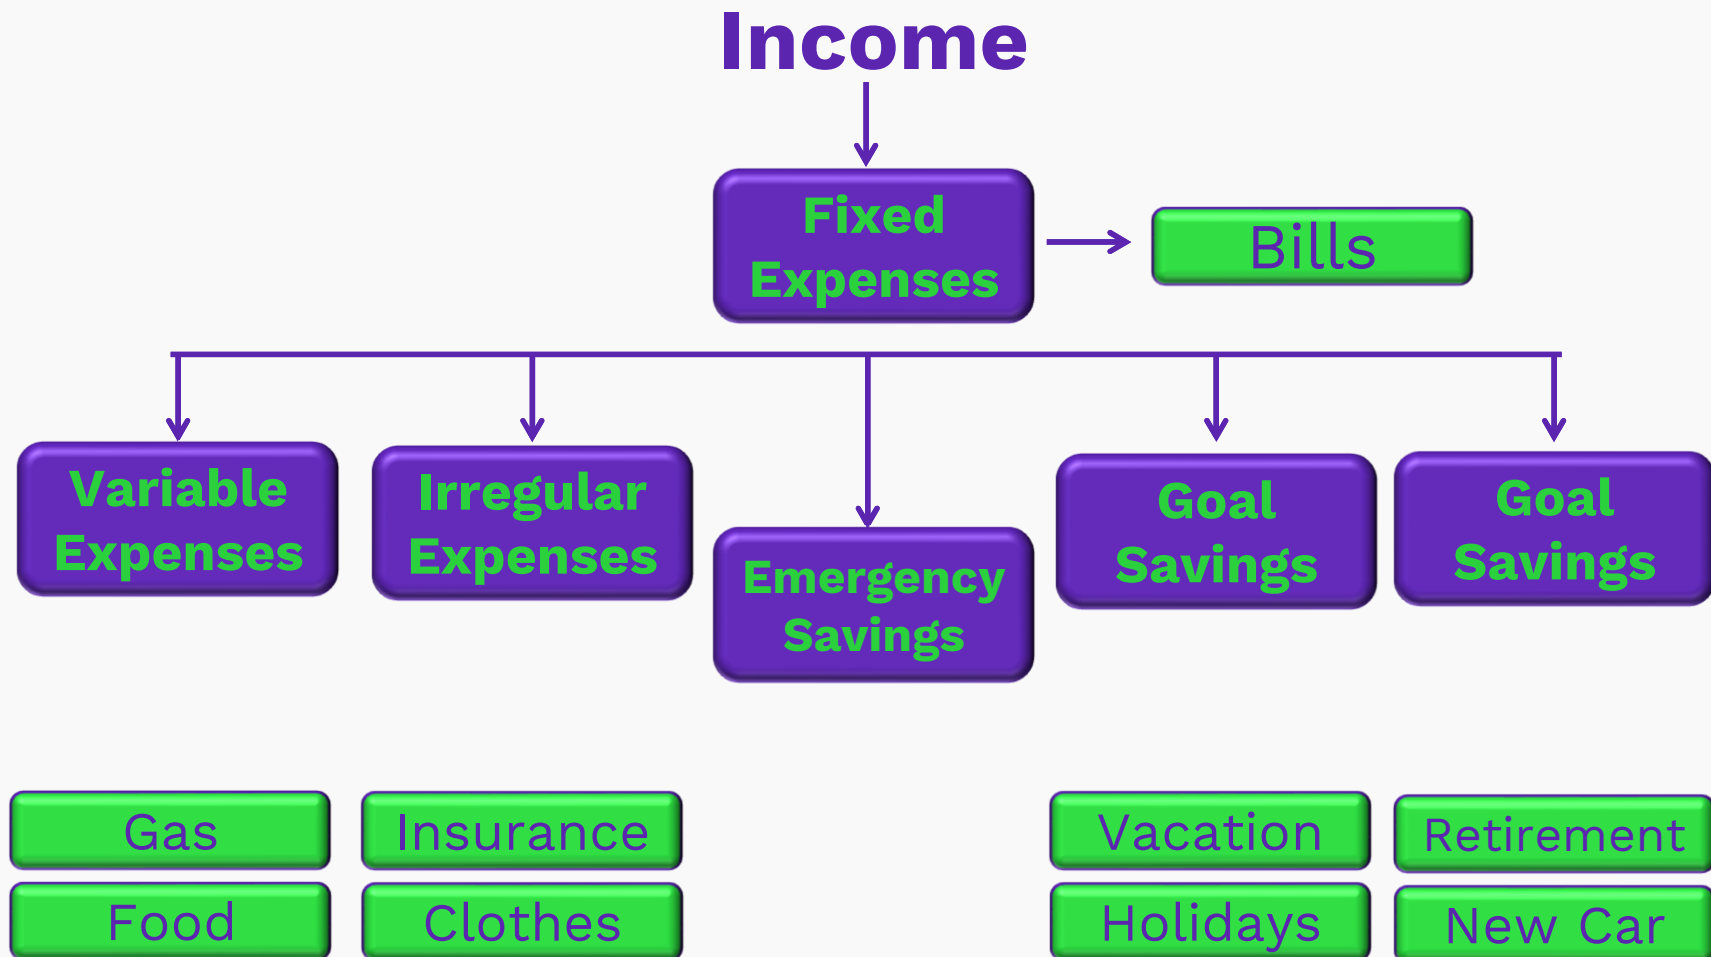 Income
Fixed
Expenses
Bills
Variable
Expenses
Irregular
Expenses
Emergency
Savings
Goal
Savings
Goal
Savings
Gas
Insurance
Vacation
Retirement
Food
Clothes
Holidays
New Car